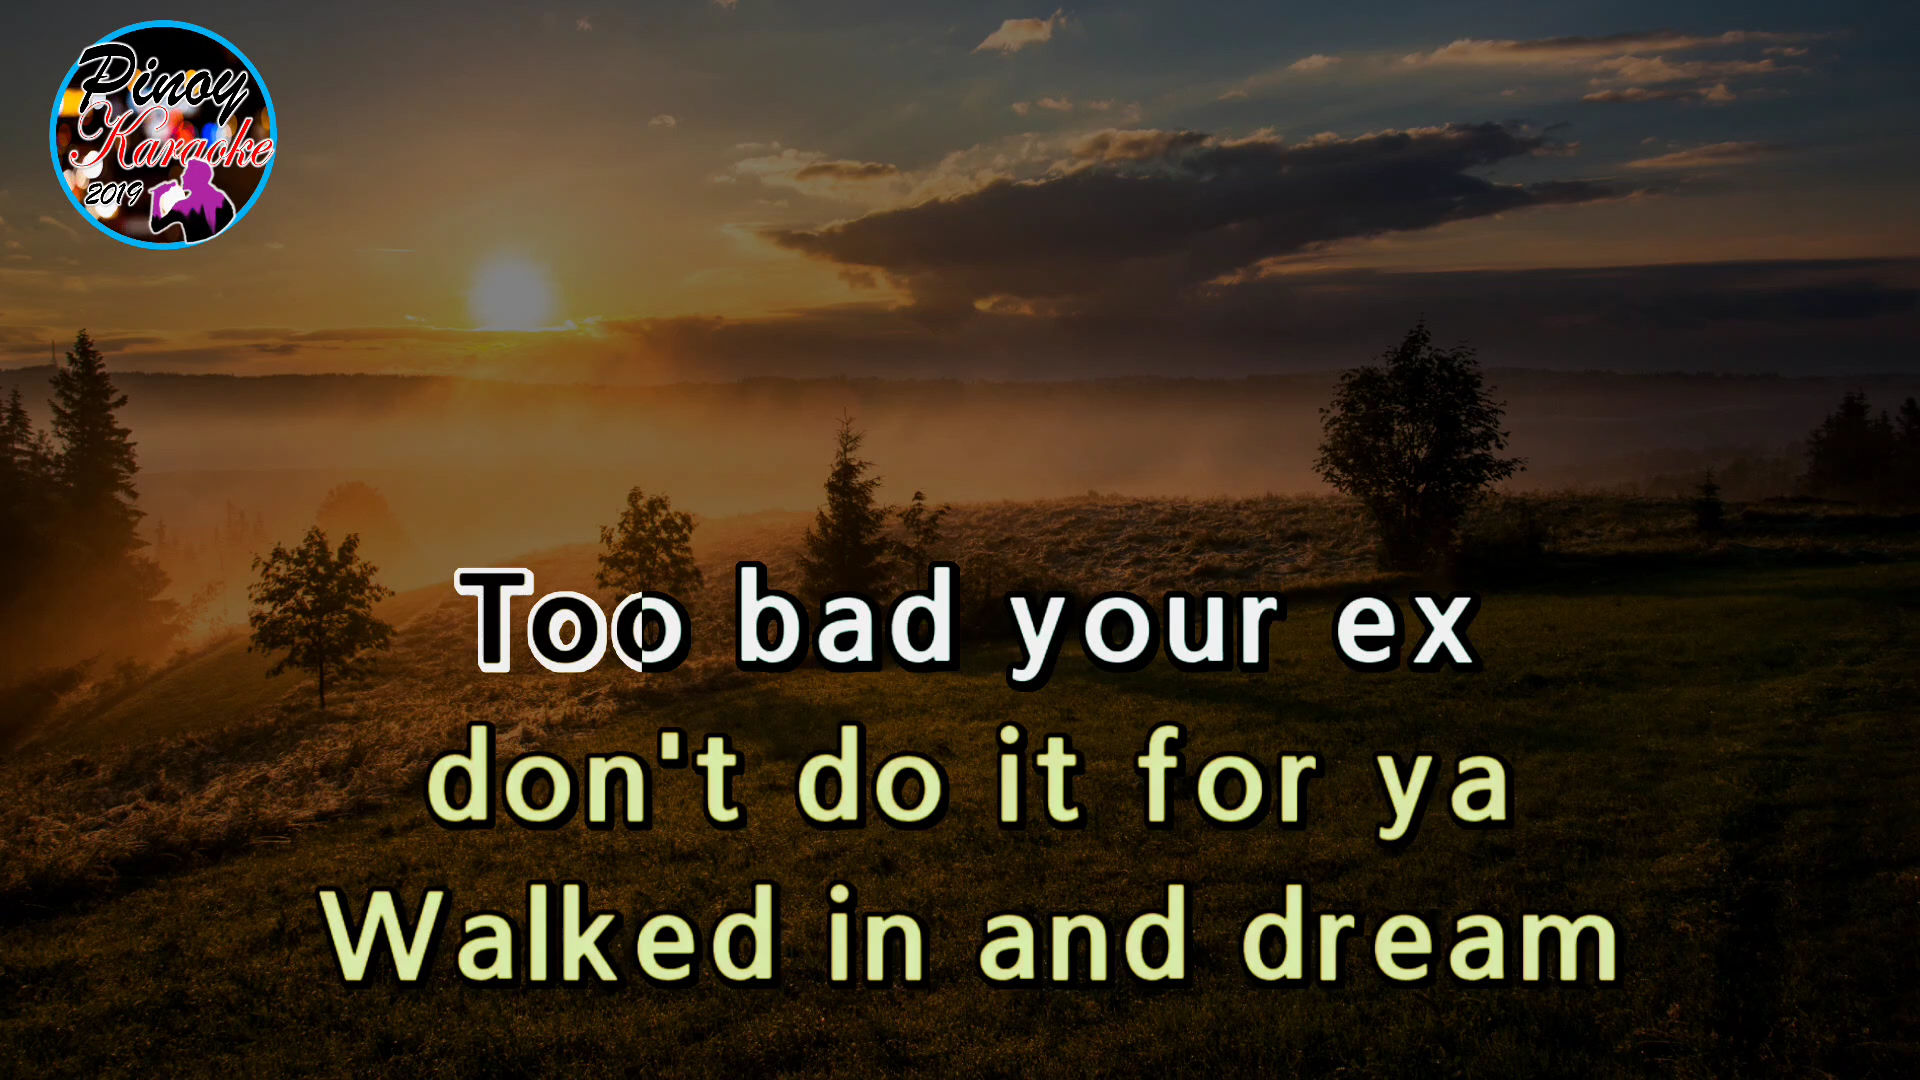 Pinoy
Karaoke
2019
Too bad your ex
don't do it for ya
Walked in and dream